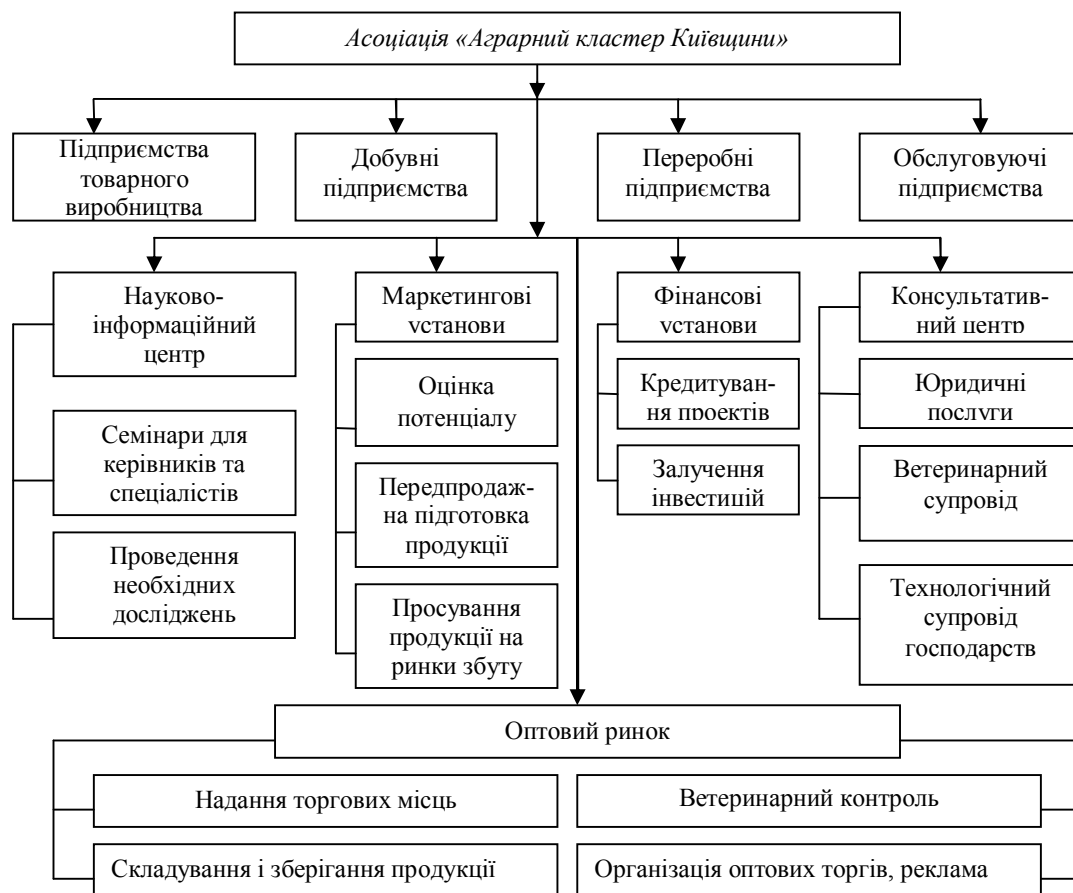 Асоціація «Аграрний кластер Київщини»
Підприємства
товарного
виробництва
Добувні
підприємства
Переробні
підприємства
Обслуговуючі
підприємства
Науково-
інформаційний
центр
Маркетингові
установи
Фінансові
установи
Консультатив-
ний центр
Семінари для
керівників та
спеціалістів
Проведення
необхідних
досліджень
Оцінка
потенціалу
Передпродаж-
на підготовка
продукції
Просування
продукції на
ринки збуту
Кредитуван-
ня проектів
Залучення
інвестицій
Юридичні
послуги
Ветеринарний
супровід
Технологічний
супровід
господарств
Оптовий ринок
Надання торгових місць
Ветеринарний контроль
Складування і зберігання продукції
Організація оптових торгів, реклама